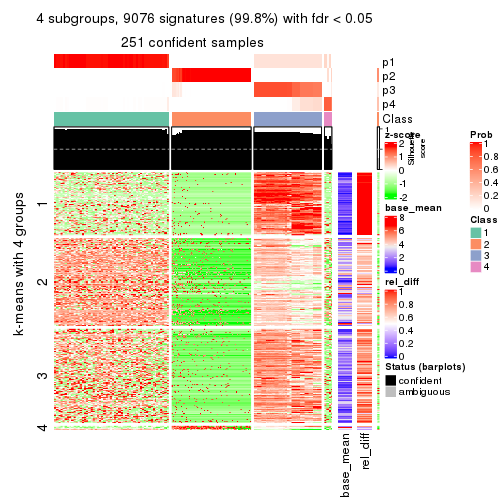 4 subgroups, 9076 signatures (99.8%) with fdr < 0.05
251 confident samples
p1
p2
p3
p4
Class
1
Silhouette
score
k-means with 4 groups
1
2
3
4
base_mean
rel_diff
z-score
2
1
0
-1
-2
base_mean
8
6
4
2
0
rel_diff
1
0.8
0.6
0.4
0.2
0
Status (barplots)
confident
ambiguous
Prob
1
0.8
0.6
0.4
0.2
0
Class
1
2
3
4